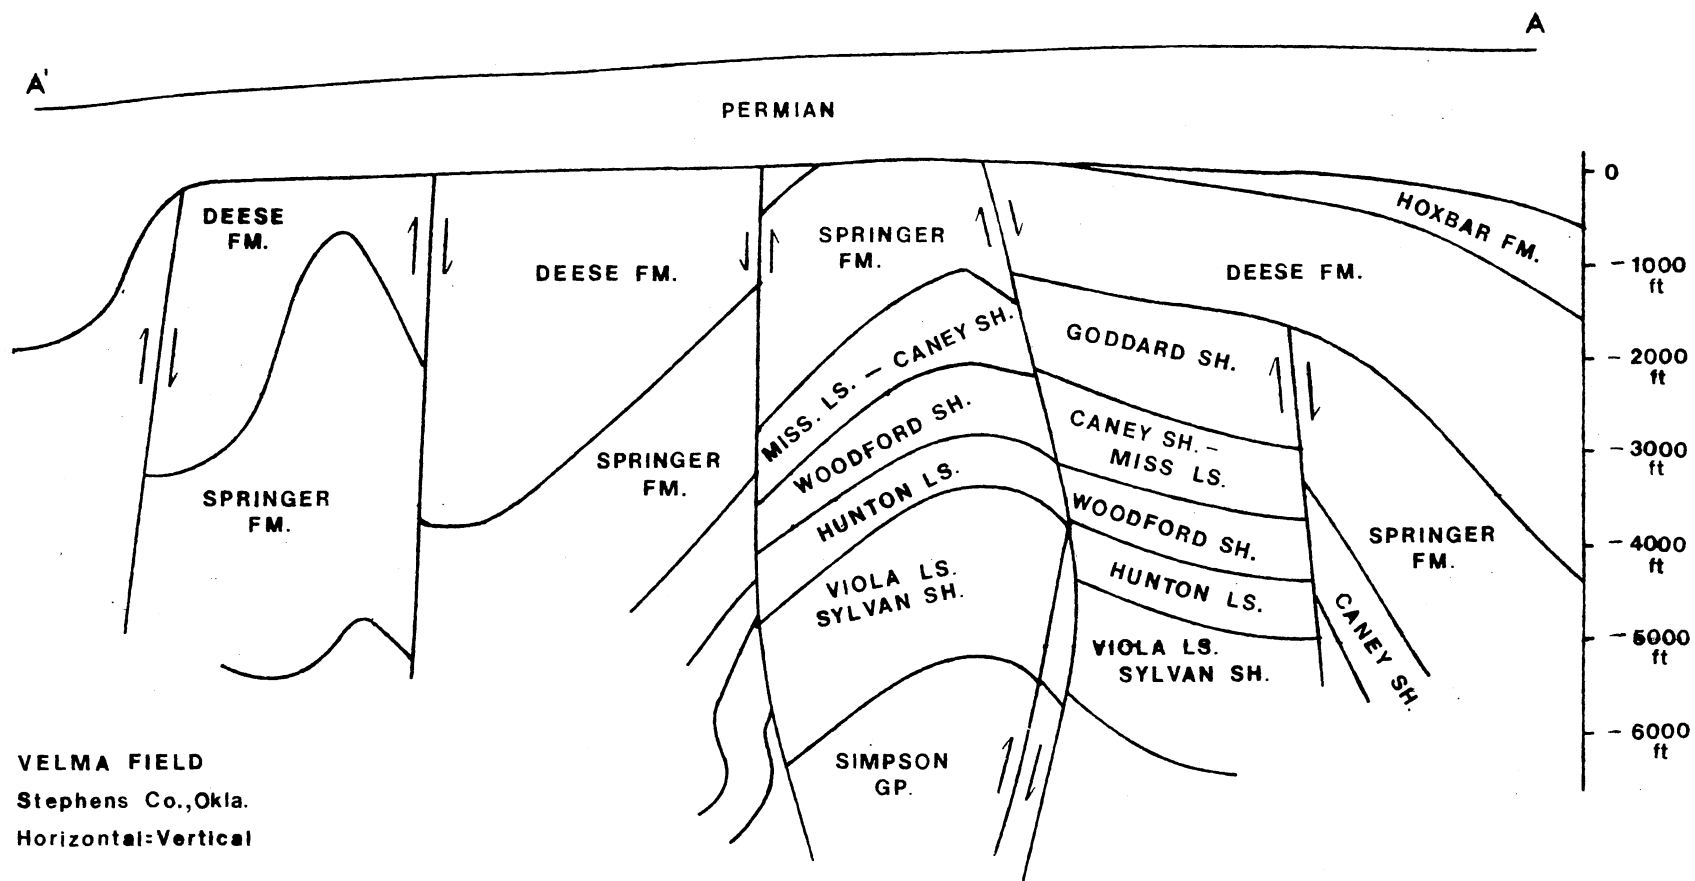 A
A'
PERMIAN
0
DEESE
FM.
HOXBAR FM.
SPRINGER
FM.
DEESE FM.
DEESE FM.
-1000
ft
MISS. LS. - CANEY SH.
GODDARD SH.
-2000
ft
WOODFORD SH.
CANEY SH. -
MISS LS.
-3000
ft
SPRINGER
FM.
HUNTON LS.
SPRINGER
FM.
WOODFORD SH.
SPRINGER
FM.
-4000
ft
VIOLA LS.
SYLVAN SH.
HUNTON LS.
CANEY SH.
-5000
ft
VIOLA LS.
SYLVAN SH.
-6000
ft
SIMPSON
GP.
VELMA FIELD
Stephens Co.,Okla.
Horizontal=Vertical